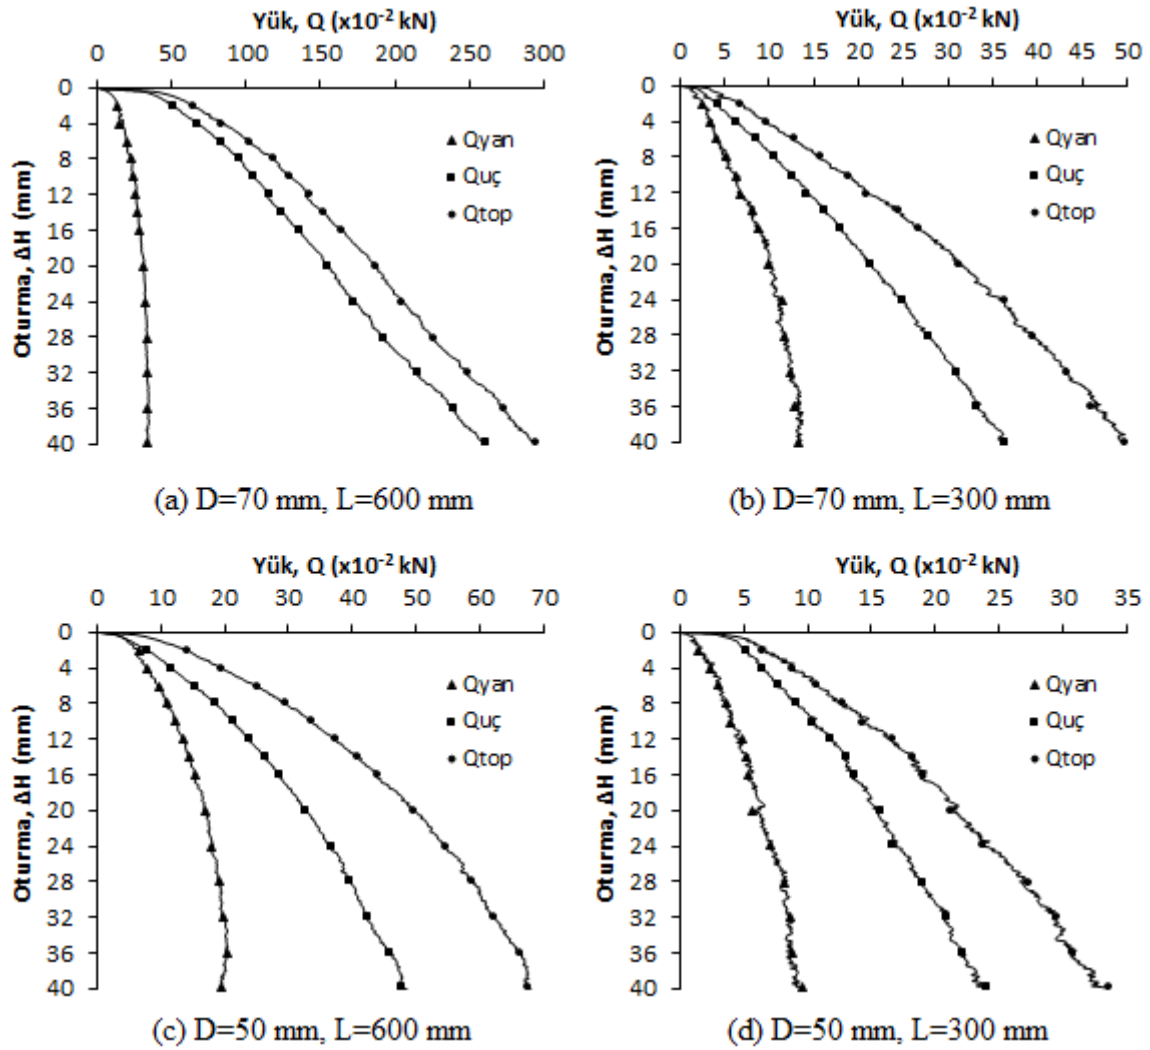 Yük, Q (x10⁻² kN)
0 50 100 150 200 250 300
0
4
8
12
16
20
24
28
32
36
40
Oturma, ΔH (mm)
Qyan
Quç
Qtop
(a) D=70 mm, L=600 mm
Yük, Q (x10⁻² kN)
0 5 10 15 20 25 30 35 40 45 50
0
4
8
12
16
20
24
28
32
36
40
Oturma, ΔH (mm)
Qyan
Quç
Qtop
(b) D=70 mm, L=300 mm
Yük, Q (x10⁻² kN)
0 10 20 30 40 50 60 70
0
4
8
12
16
20
24
28
32
36
40
Oturma, ΔH (mm)
Qyan
Quç
Qtop
(c) D=50 mm, L=600 mm
Yük, Q (x10⁻² kN)
0 5 10 15 20 25 30 35
0
4
8
12
16
20
24
28
32
36
40
Oturma, ΔH (mm)
Qyan
Quç
Qtop
(d) D=50 mm, L=300 mm